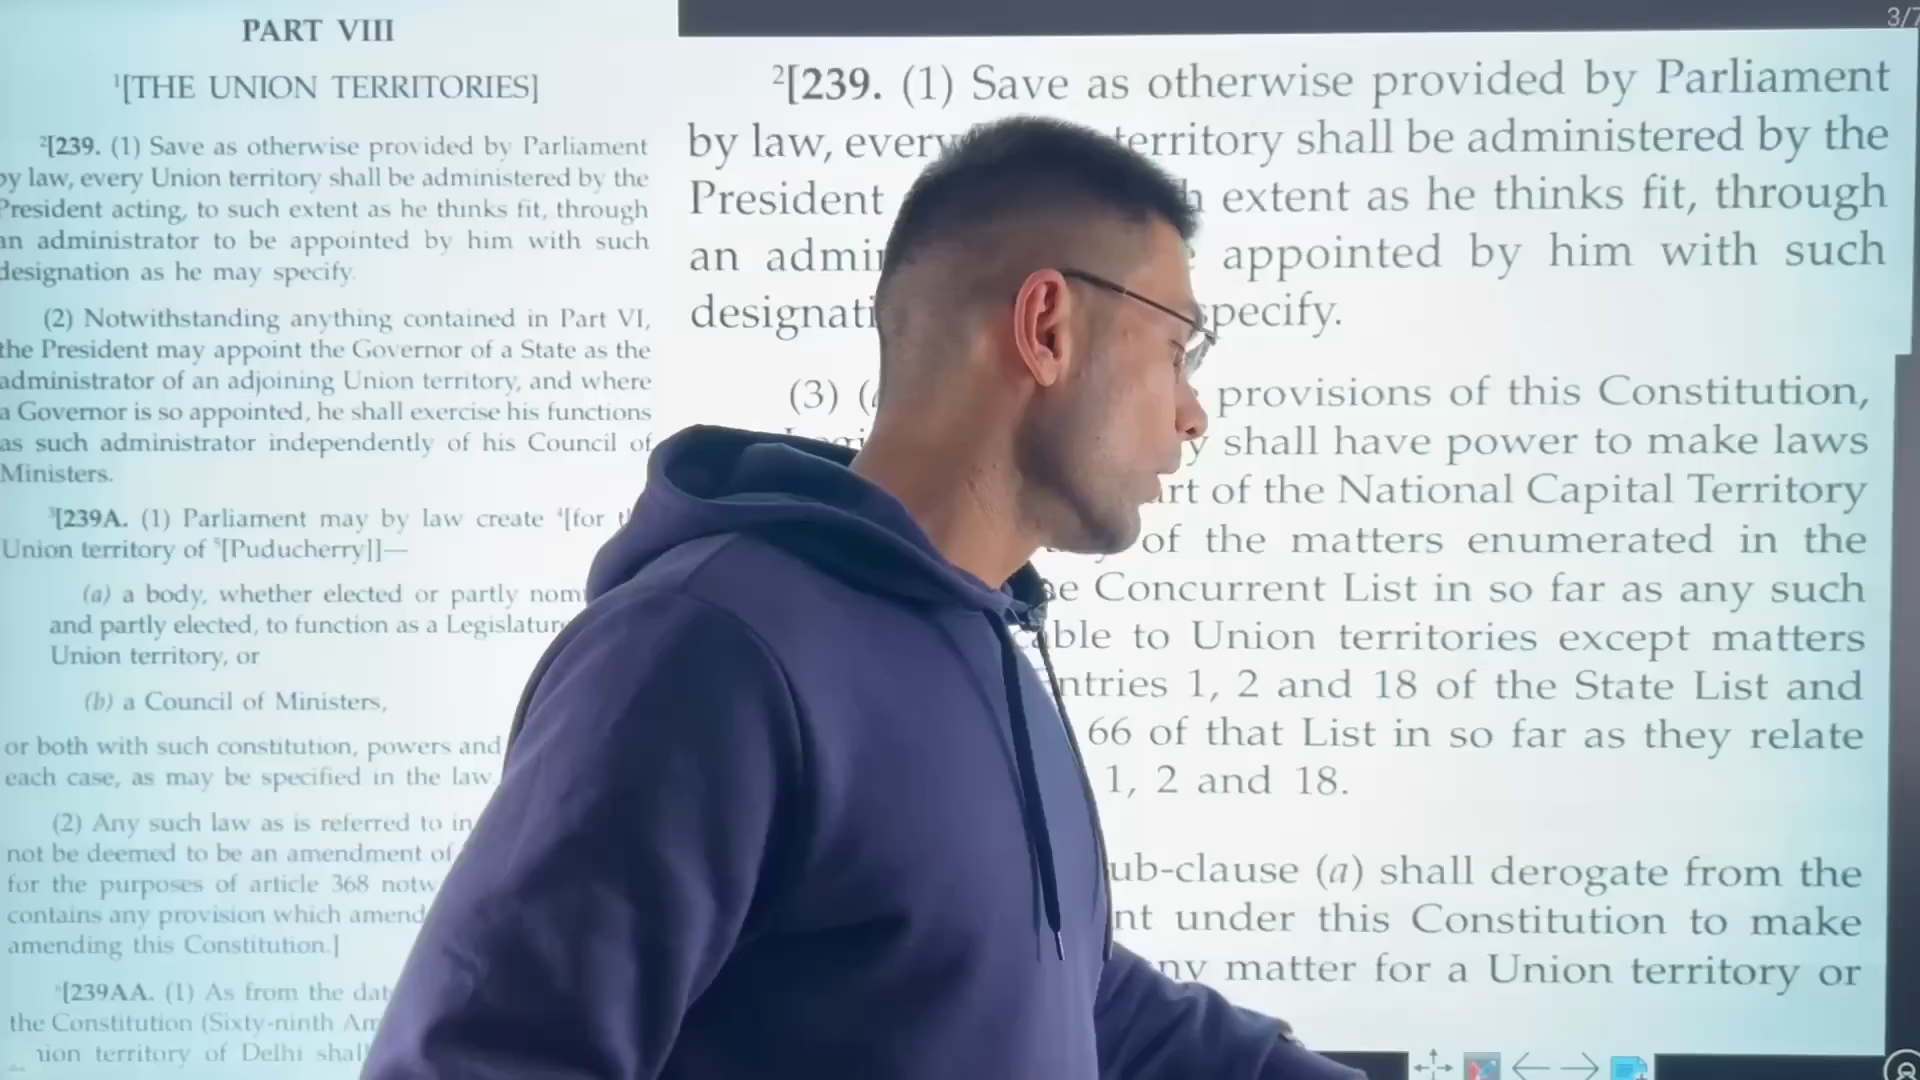 PART VIII
¹[THE UNION TERRITORIES]
²[239. (1) Save as otherwise provided by Parliament
by law, every Union territory shall be administered by the
President acting, to such extent as he thinks fit, through
an administrator to be appointed by him with such
designation as he may specify.
(2) Notwithstanding anything contained in Part VI,
the President may appoint the Governor of a State as the
administrator of an adjoining Union territory, and where
a Governor is so appointed, he shall exercise his functions
as such administrator independently of his Council of
Ministers.
³[239A. (1) Parliament may by law create ⁴[for
Union territory of ⁵[Puducherry]]—
(a) a body, whether elected or partly
and partly elected, to function as a
Union territory, or
(b) a Council of Ministers,
or both with such constitution, powers and
each case, as may be specified in the law.
(2) Any such law as is referred to in
not be deemed to be an amendment of
for the purposes of article 368
contains any provision which
amending this Constitution.]
⁶[239AA. (1) As from the
the Constitution (Sixty-ninth
territory of Delhi
3/7
²[239. (1) Save as otherwise provided by Parliament
by law, every territory shall be administered by the
President extent as he thinks fit, through
an appointed by him with such
specify.
(3) provisions of this Constitution,
shall have power to make laws
of the National Capital Territory
of the matters enumerated in the
Concurrent List in so far as any such
to Union territories except matters
Entries 1, 2 and 18 of the State List and
66 of that List in so far as they relate
1, 2 and 18.
sub-clause (a) shall derogate from the
under this Constitution to make
matter for a Union territory or